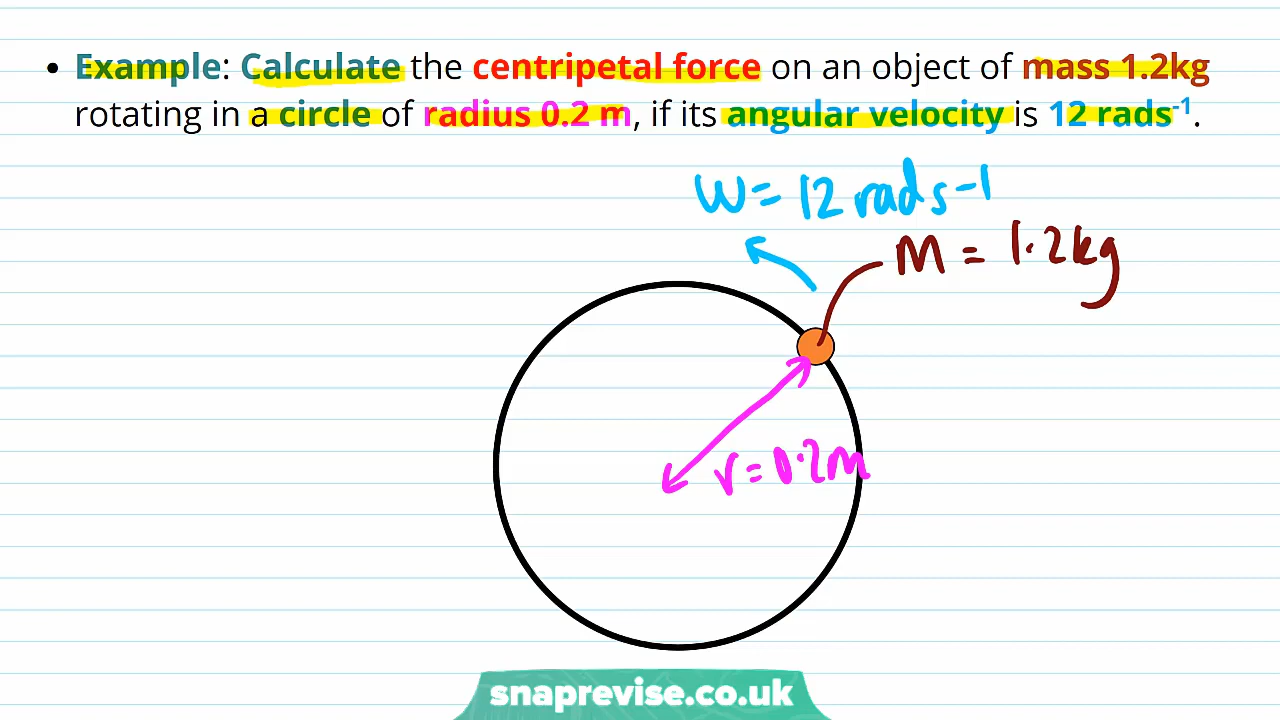 • Example: Calculate the centripetal force on an object of mass 1.2kg
rotating in a circle of radius 0.2 m, if its angular velocity is 12 rads⁻¹.
ω = 12 rads-1
M = 1.2kg
r = 0.2m
snaprevise.co.uk